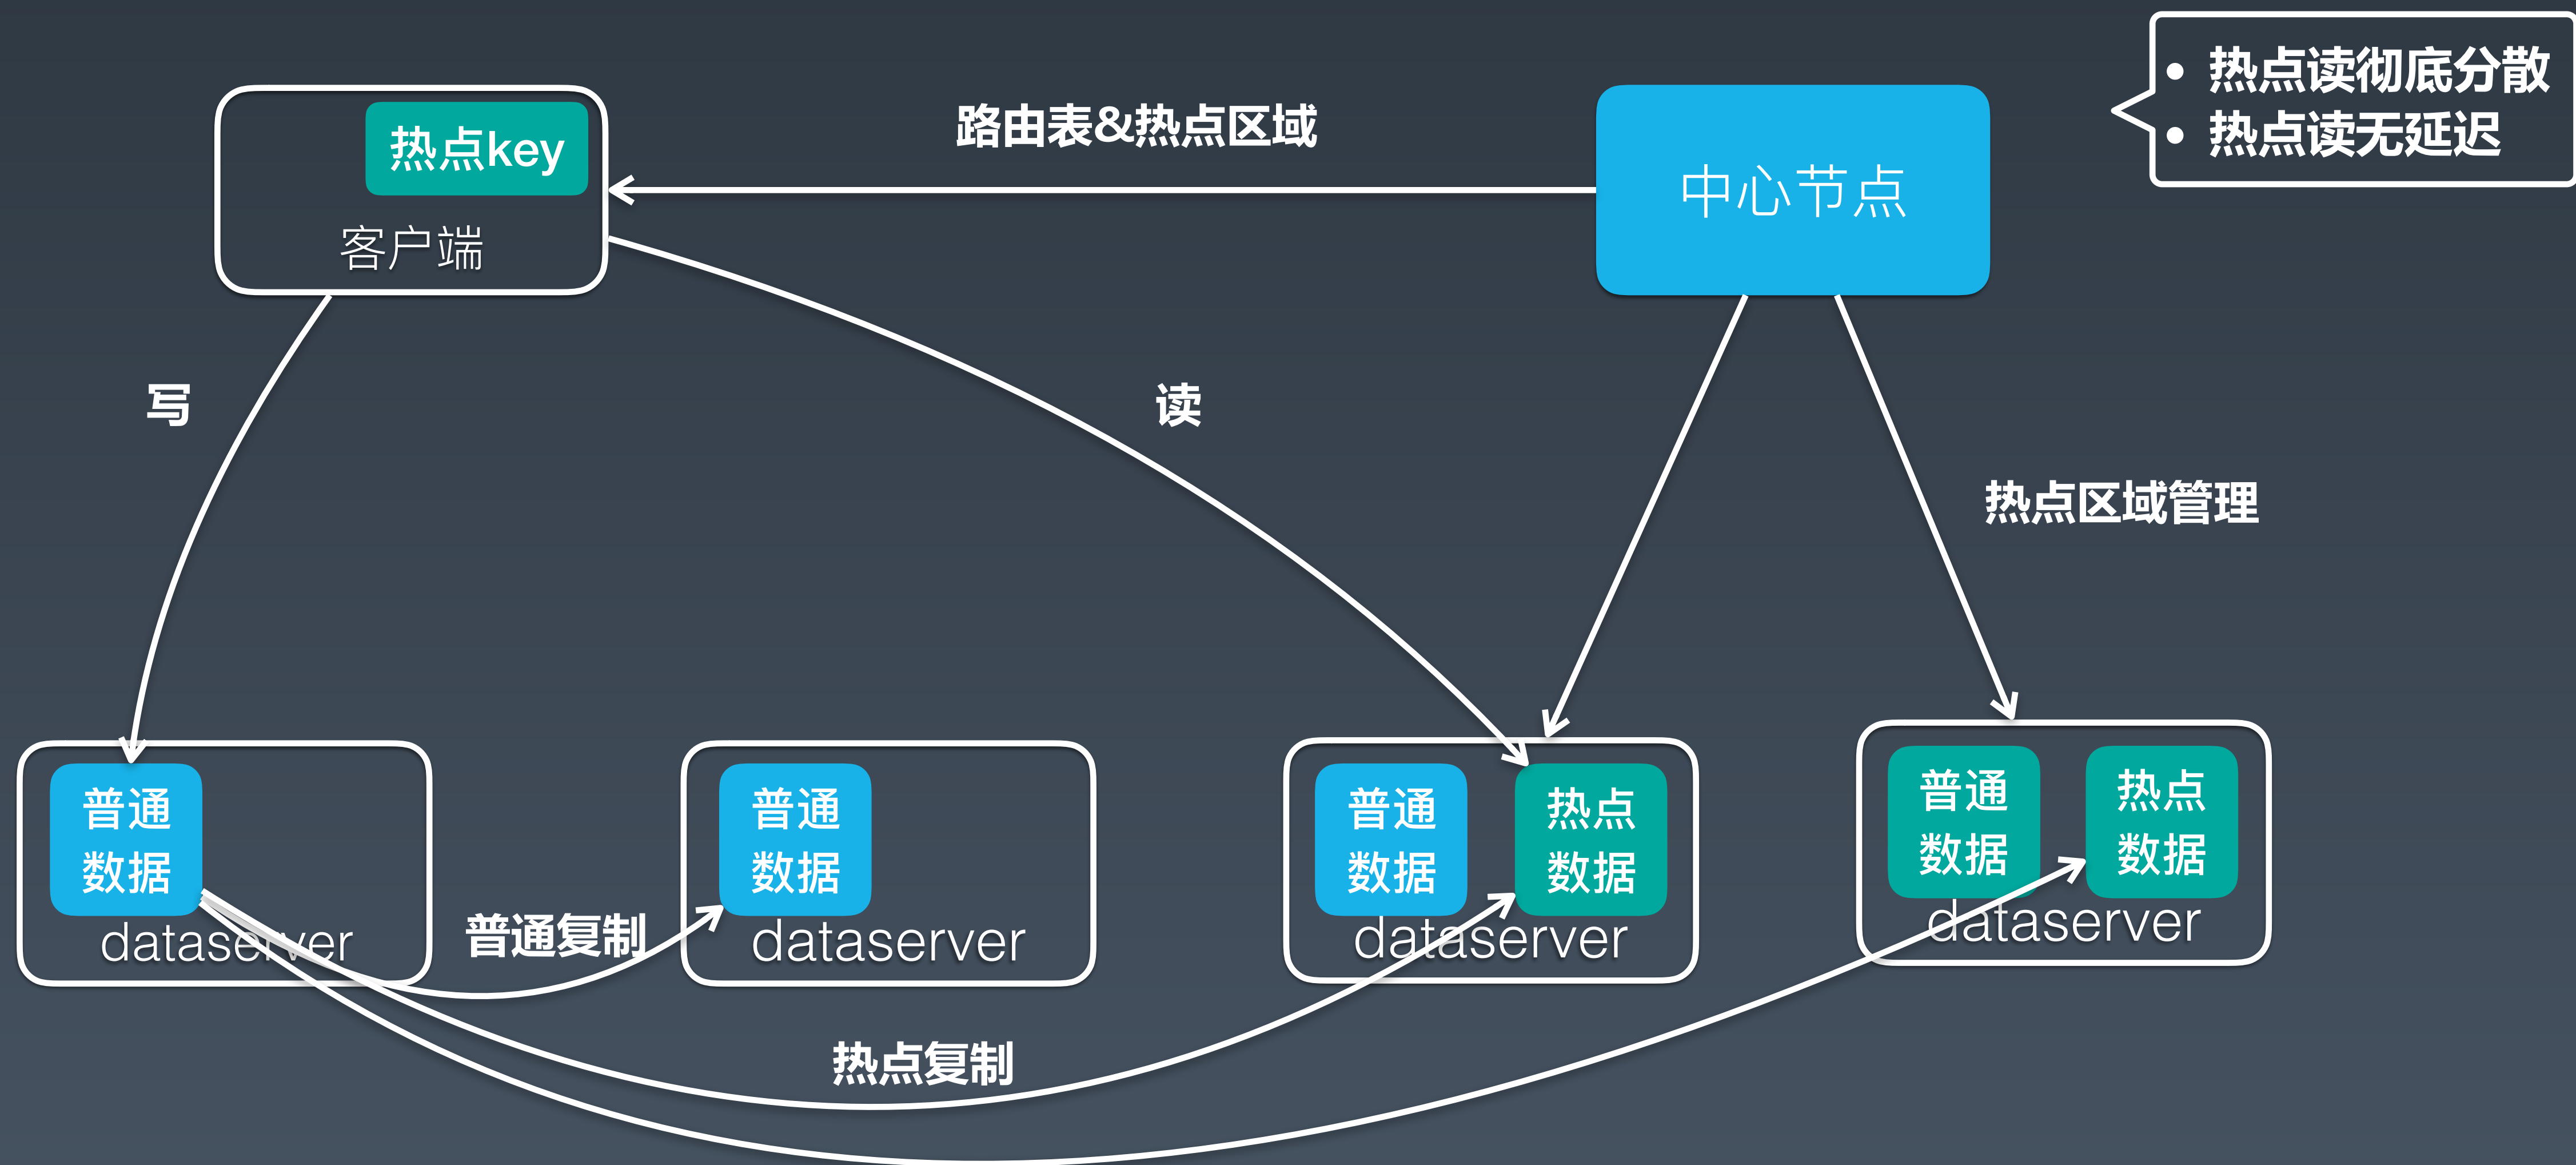 热点key
客户端
路由表&热点区域
中心节点
• 热点读彻底分散
• 热点读无延迟
写
读
热点区域管理
普通
数据
dataserver
普通复制
普通
数据
dataserver
普通
数据
热点
数据
dataserver
普通
数据
热点
数据
dataserver
热点复制